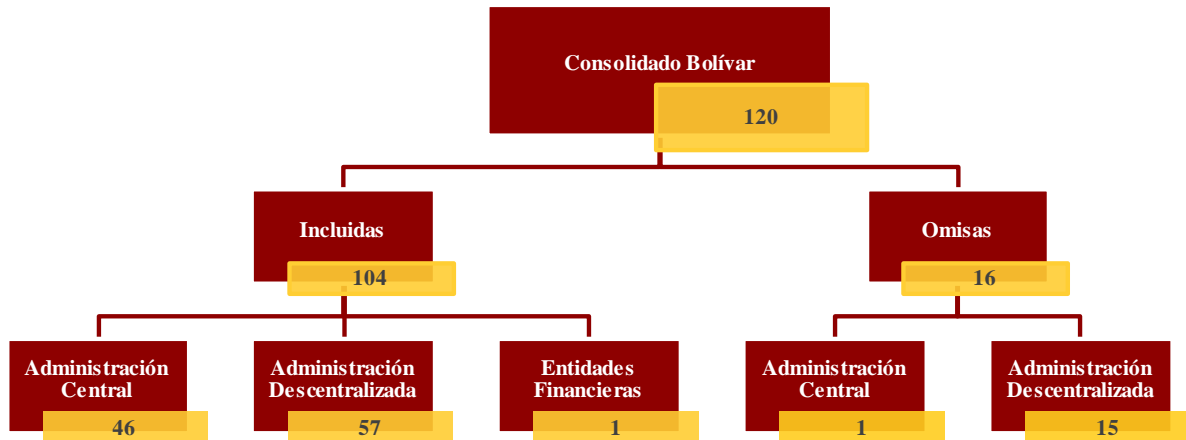 Consolidado Bolívar
120
Incluidas
104
Omisas
16
Administración
Central
46
Administración
Descentralizada
57
Entidades
Financieras
1
Administración
Central
1
Administración
Descentralizada
15